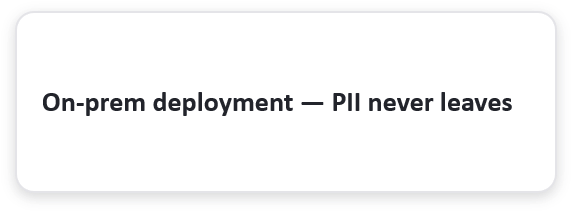 On-prem deployment — PII never leaves